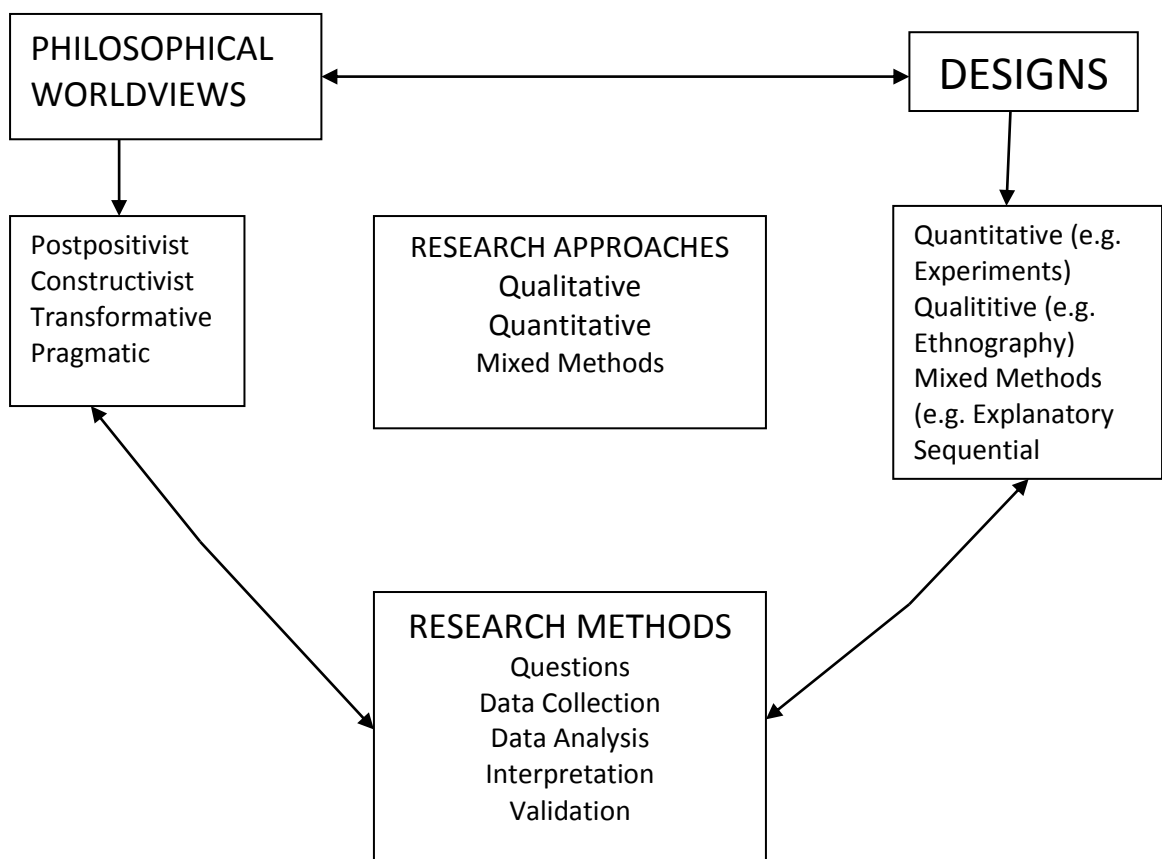 PHILOSOPHICAL
WORLDVIEWS
DESIGNS
Postpositivist
Constructivist
Transformative
Pragmatic
RESEARCH APPROACHES
Qualitative
Quantitative
Mixed Methods
Quantitative (e.g.
Experiments)
Qualititive (e.g.
Ethnography)
Mixed Methods
(e.g. Explanatory
Sequential
RESEARCH METHODS
Questions
Data Collection
Data Analysis
Interpretation
Validation